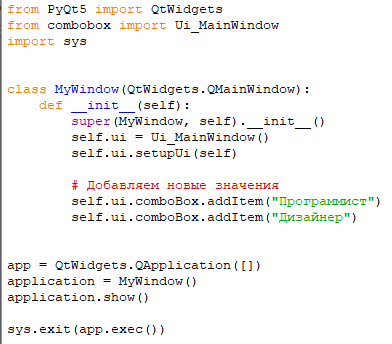 from PyQt5 import QtWidgets
from combobox import Ui_MainWindow
import sys
class MyWindow(QtWidgets.QMainWindow):
    def __init__(self):
        super(MyWindow, self).__init__()
        self.ui = Ui_MainWindow()
        self.ui.setupUi(self)
        # Добавляем новые значения
        self.ui.comboBox.addItem("Программист")
        self.ui.comboBox.addItem("Дизайнер")
app = QtWidgets.QApplication([])
application = MyWindow()
application.show()
sys.exit(app.exec())